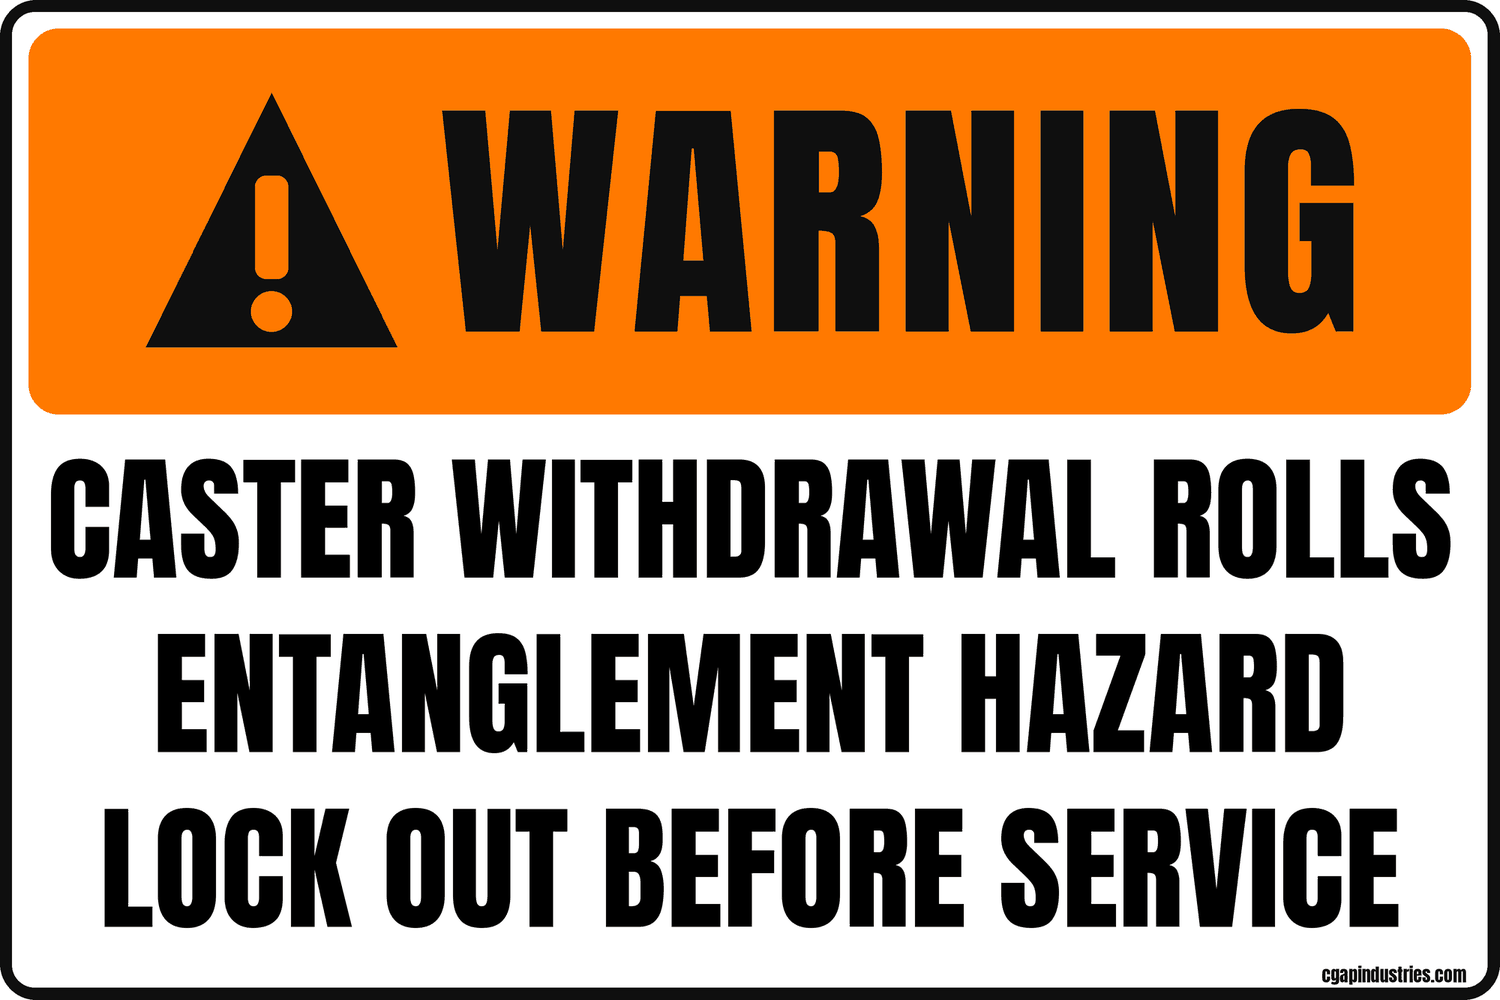 WARNING
CASTER WITHDRAWAL ROLLS
ENTANGLEMENT HAZARD
LOCK OUT BEFORE SERVICE
cgapindustries.com